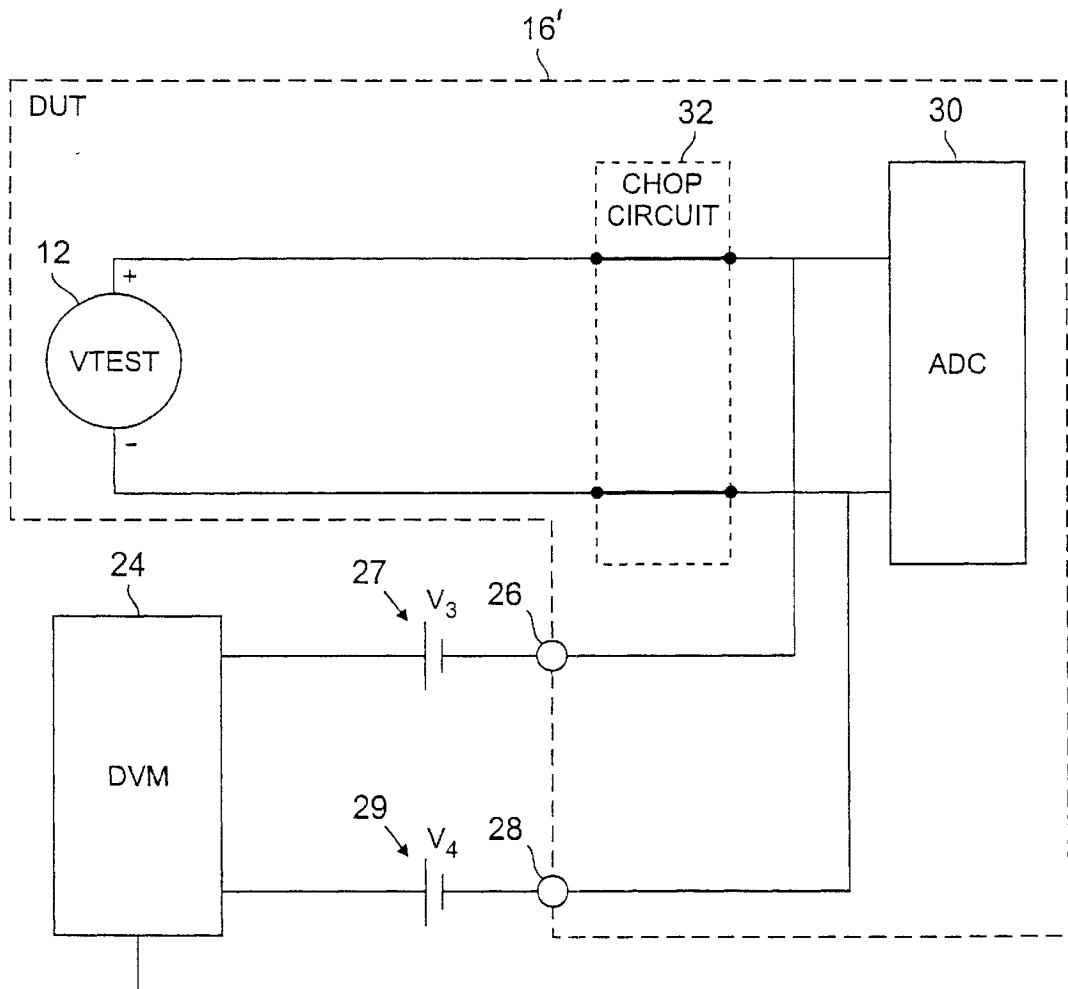 16'
DUT
32
30
CHOP
CIRCUIT
12
+
VTEST
ADC
-
24
27
V3
26
DVM
29
V4
28